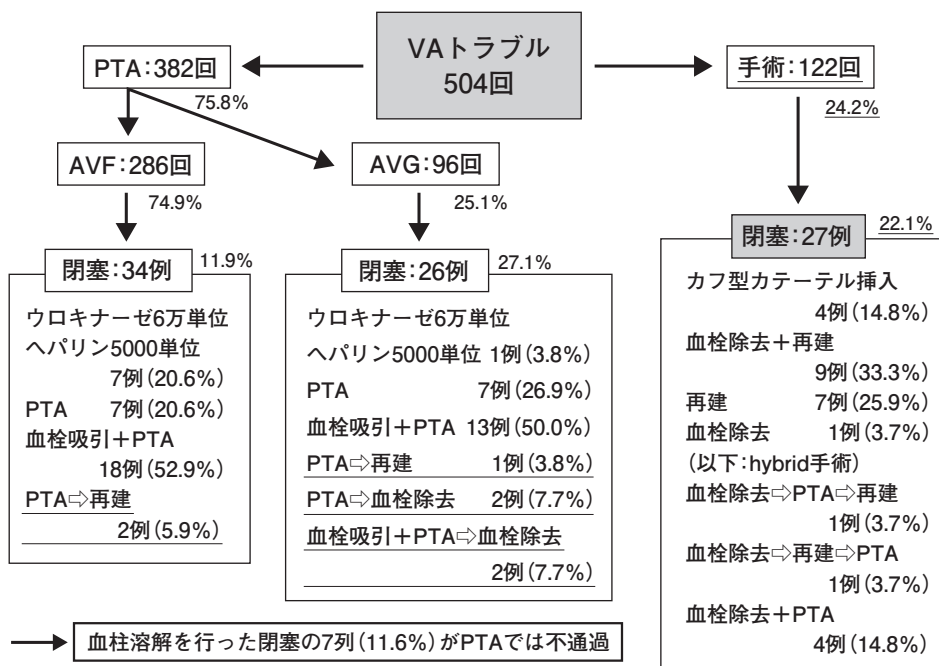 VAトラブル
504回
PTA：382回
75.8%
手術：122回
24.2%
AVF：286回
74.9%
AVG：96回
25.1%
閉塞：34例
11.9%
ウロキナーゼ6万単位
ヘパリン5000単位
7例(20.6%)
PTA 7例(20.6%)
血栓吸引＋PTA
18例(52.9%)
PTA⇨再建
2例(5.9%)
閉塞：26例
27.1%
ウロキナーゼ6万単位
ヘパリン5000単位 1例(3.8%)
PTA 7例(26.9%)
血栓吸引＋PTA 13例(50.0%)
PTA⇨再建 1例(3.8%)
PTA⇨血栓除去 2例(7.7%)
血栓吸引＋PTA⇨血栓除去
2例(7.7%)
閉塞：27例
22.1%
カフ型カテーテル挿入
4例(14.8%)
血栓除去＋再建
9例(33.3%)
再建 7例(25.9%)
血栓除去 1例(3.7%)
(以下：hybrid手術)
血栓除去⇨PTA⇨再建
1例(3.7%)
血栓除去⇨再建⇨PTA
1例(3.7%)
血栓除去＋PTA
4例(14.8%)
血柱溶解を行った閉塞の7列(11.6%)がPTAでは不通過